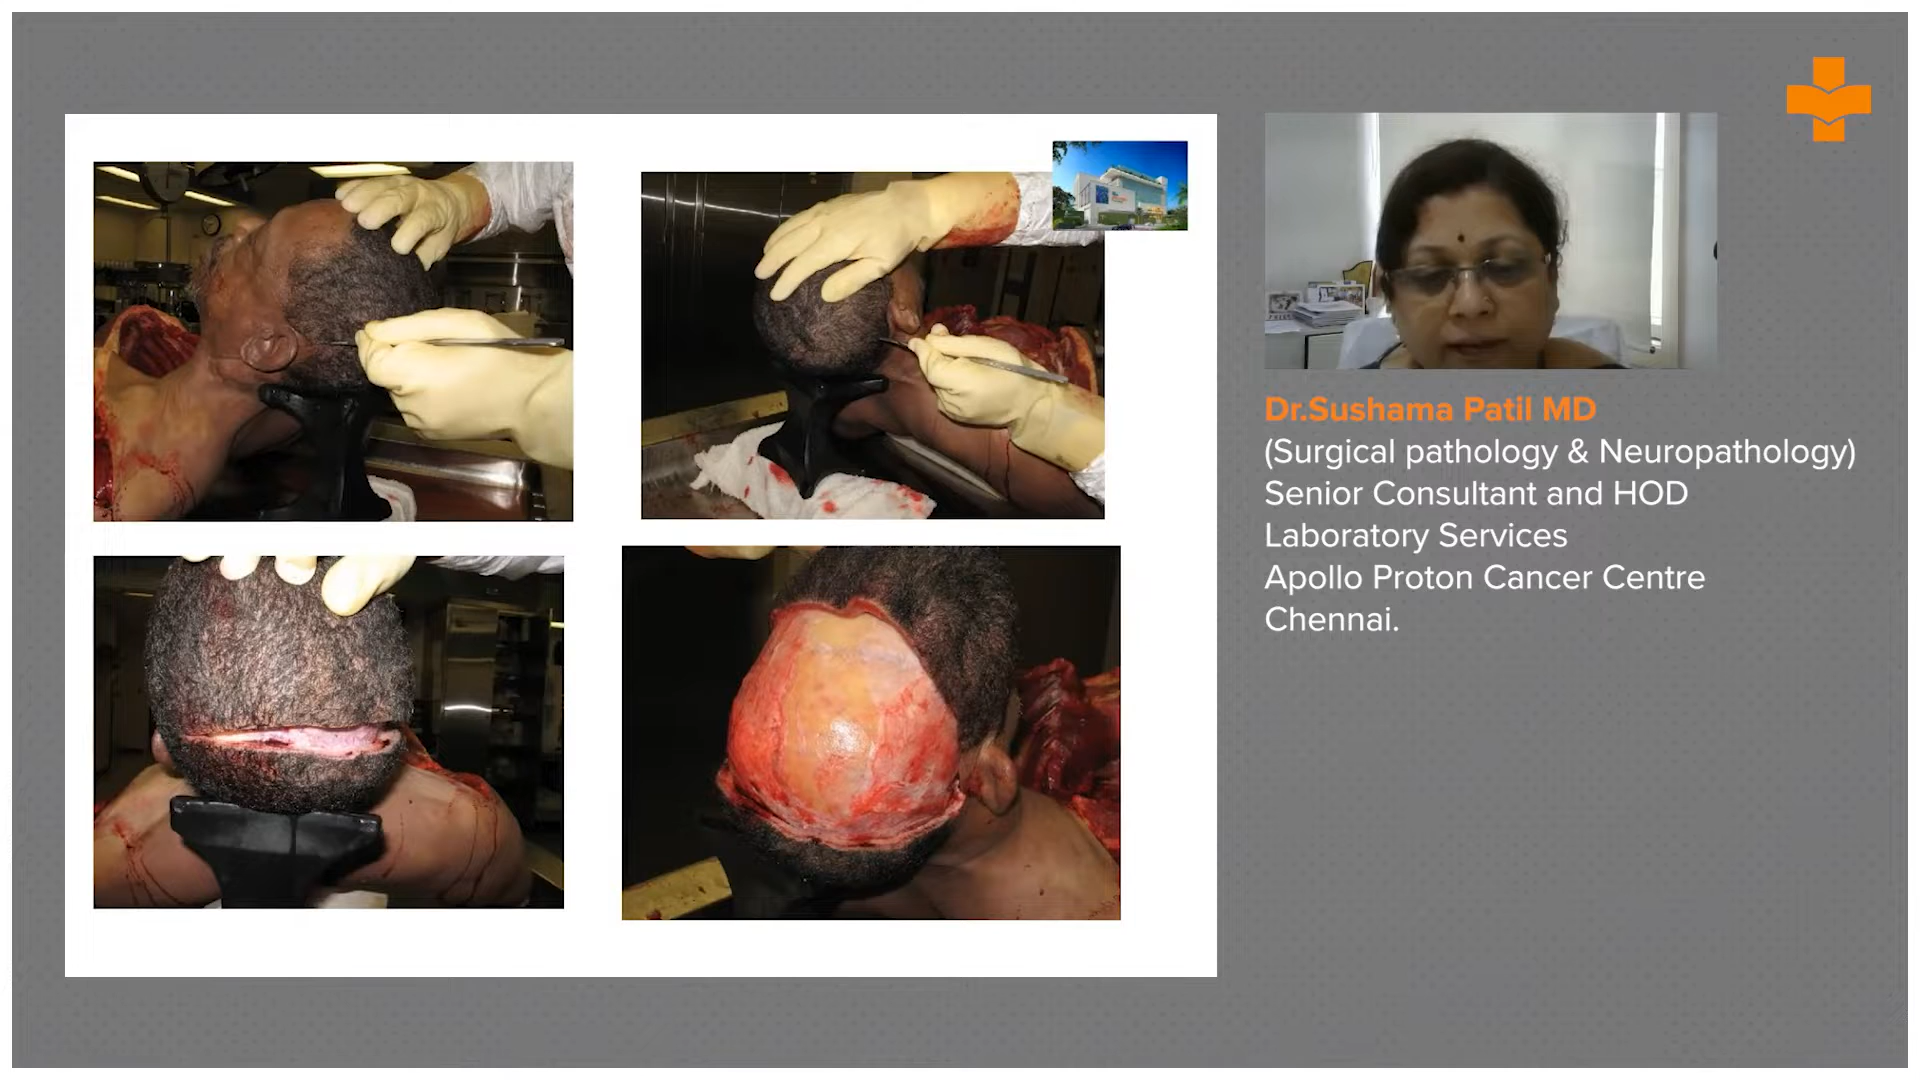 Dr.Sushama Patil MD
(Surgical pathology & Neuropathology)
Senior Consultant and HOD
Laboratory Services
Apollo Proton Cancer Centre
Chennai.